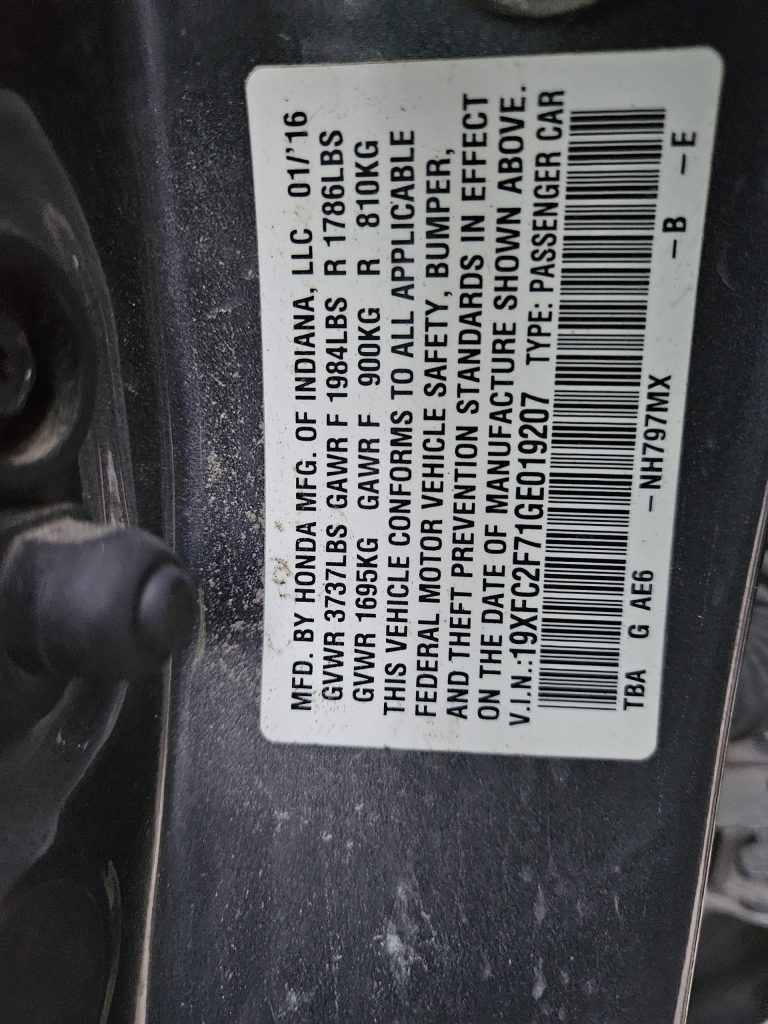 MFD. BY HONDA MFG. OF INDIANA, LLC 01/'16
GVWR 3737LBS GAWR F 1984LBS R 1786LBS
GVWR 1695KG GAWR F 900KG R 810KG
THIS VEHICLE CONFORMS TO ALL APPLICABLE
FEDERAL MOTOR VEHICLE SAFETY, BUMPER,
AND THEFT PREVENTION STANDARDS IN EFFECT
ON THE DATE OF MANUFACTURE SHOWN ABOVE.
V.I.N.:19XFC2F71GE019207 TYPE: PASSENGER CAR
TBA G AE6 -NH797MX -B -E